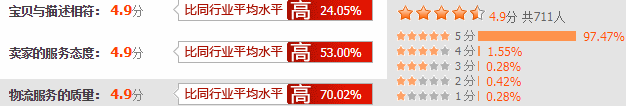 宝贝与描述相符： 4.9分 比同行业平均水平 高 24.05%
卖家的服务态度： 4.9分 比同行业平均水平 高 53.00%
物流服务的质量： 4.9分 比同行业平均水平 高 70.02%
4.9分 共711人
5分 97.47%
4分 1.55%
3分 0.28%
2分 0.42%
1分 0.28%